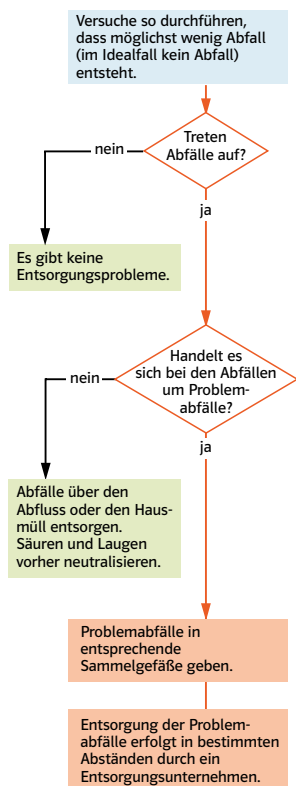 Versuche so durchführen,
dass möglichst wenig Abfall
(im Idealfall kein Abfall)
entsteht.
Treten
Abfälle auf?
nein
ja
Es gibt keine
Entsorgungsprobleme.
Handelt es
sich bei den Abfällen
um Problem-
abfälle?
nein
ja
Abfälle über den
Abfluss oder den Haus-
müll entsorgen.
Säuren und Laugen
vorher neutralisieren.
Problemabfälle in
entsprechende
Sammelgefäße geben.
Entsorgung der Problem-
abfälle erfolgt in bestimmten
Abständen durch ein
Entsorgungsunternehmen.